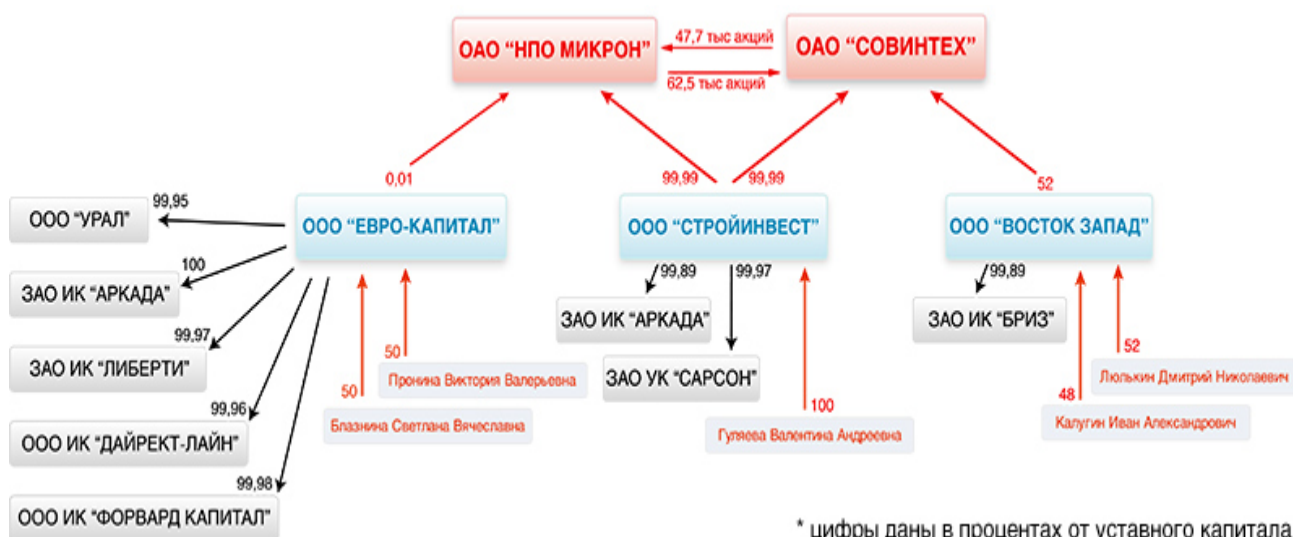 ОАО “НПО МИКРОН”
47,7 тыс акций
62,5 тыс акций
ОАО “СОВИНТЕХ”
0,01
99,99
99,99
52
ООО “УРАЛ”
99,95
ООО “ЕВРО-КАПИТАЛ”
ООО “СТРОЙИНВЕСТ”
ООО “ВОСТОК ЗАПАД”
100
ЗАО ИК “АРКАДА”
99,97
ЗАО ИК “ЛИБЕРТИ”
99,96
ООО ИК “ДАЙРЕКТ-ЛАЙН”
99,98
ООО ИК “ФОРВАРД КАПИТАЛ”
50
Пронина Виктория Валерьевна
50
Блазнина Светлана Вячеславна
99,89
99,97
ЗАО ИК “АРКАДА”
ЗАО УК “САРСОН”
100
Гуляева Валентина Андреевна
99,89
ЗАО ИК “БРИЗ”
52
Люлькин Дмитрий Николаевич
48
Калугин Иван Александрович
* цифры даны в процентах от уставного капитала